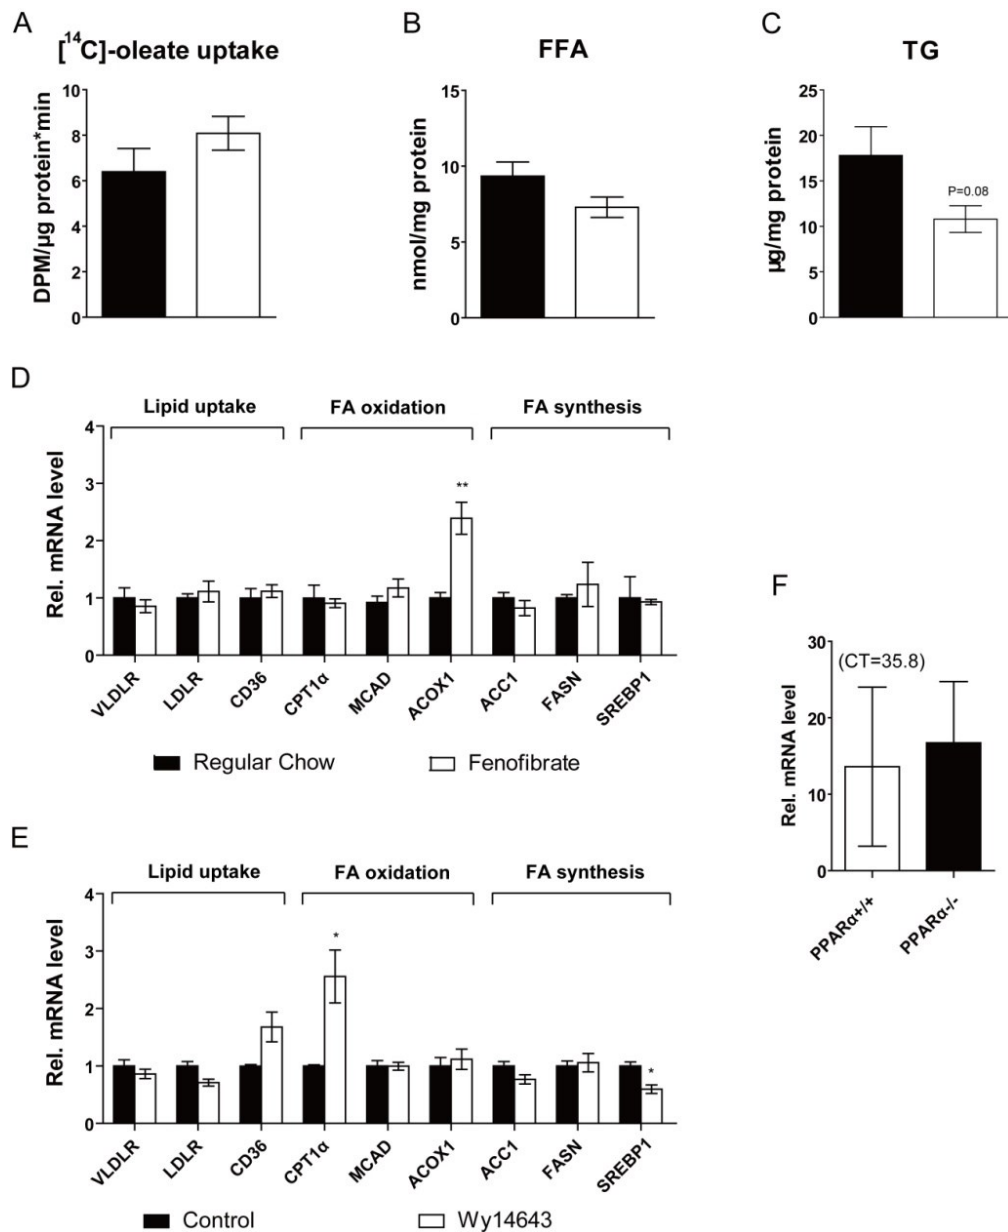 A
[¹⁴C]-oleate uptake
DPM/µg protein*min
10
8
6
4
2
0
B
FFA
nmol/mg protein
15
10
5
0
C
TG
µg/mg protein
25
20
15
10
5
0
P=0.08
D
Lipid uptake FA oxidation FA synthesis
Rel. mRNA level
4
3
2
1
0
**
VLDLR LDLR CD36 CPT1α MCAD ACOX1 ACC1 FASN SREBP1
Regular Chow Fenofibrate
E
Lipid uptake FA oxidation FA synthesis
Rel. mRNA level
4
3
2
1
0
* *
VLDLR LDLR CD36 CPT1α MCAD ACOX1 ACC1 FASN SREBP1
Control Wy14643
F
Rel. mRNA level
30
20
10
0
(CT=35.8)
PPARα+/+ PPARα-/-